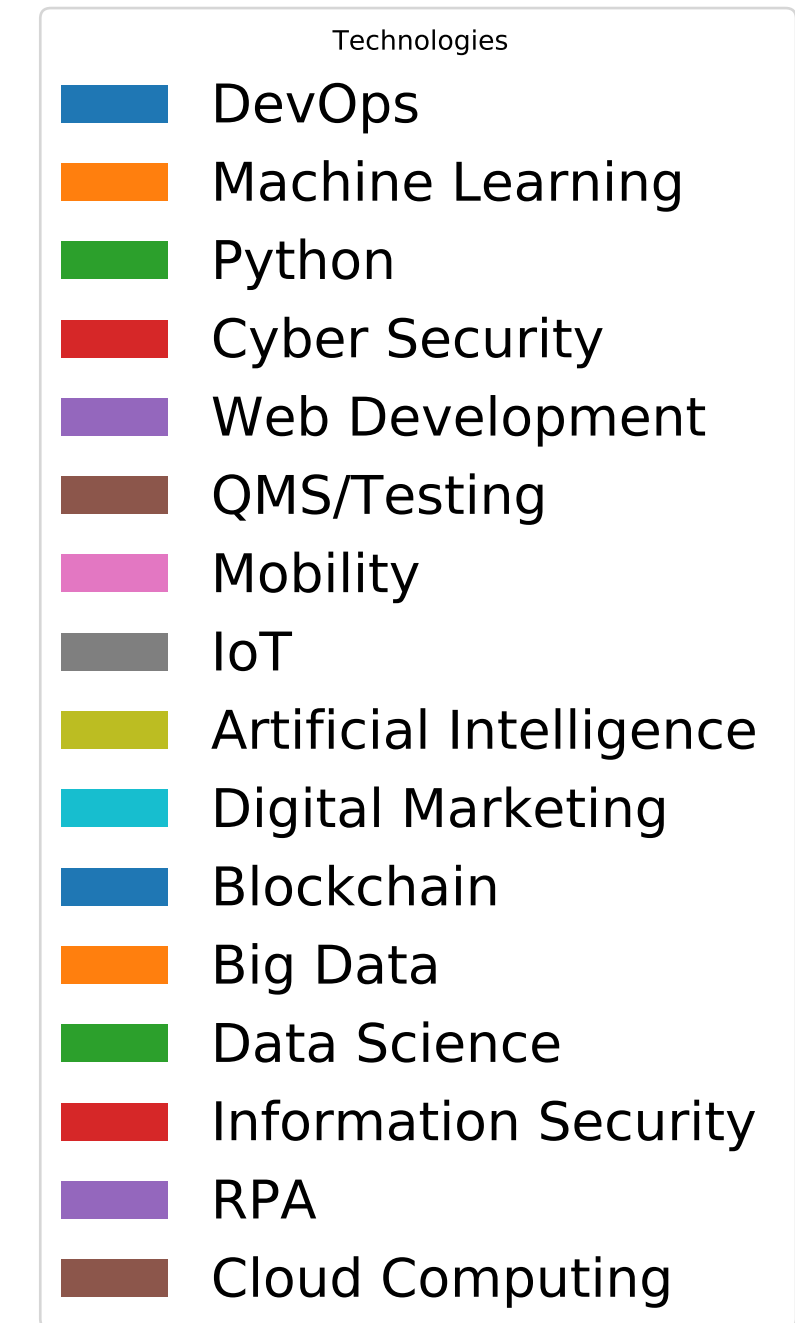 Technologies
DevOps
Machine Learning
Python
Cyber Security
Web Development
QMS/Testing
Mobility
IoT
Artificial Intelligence
Digital Marketing
Blockchain
Big Data
Data Science
Information Security
RPA
Cloud Computing